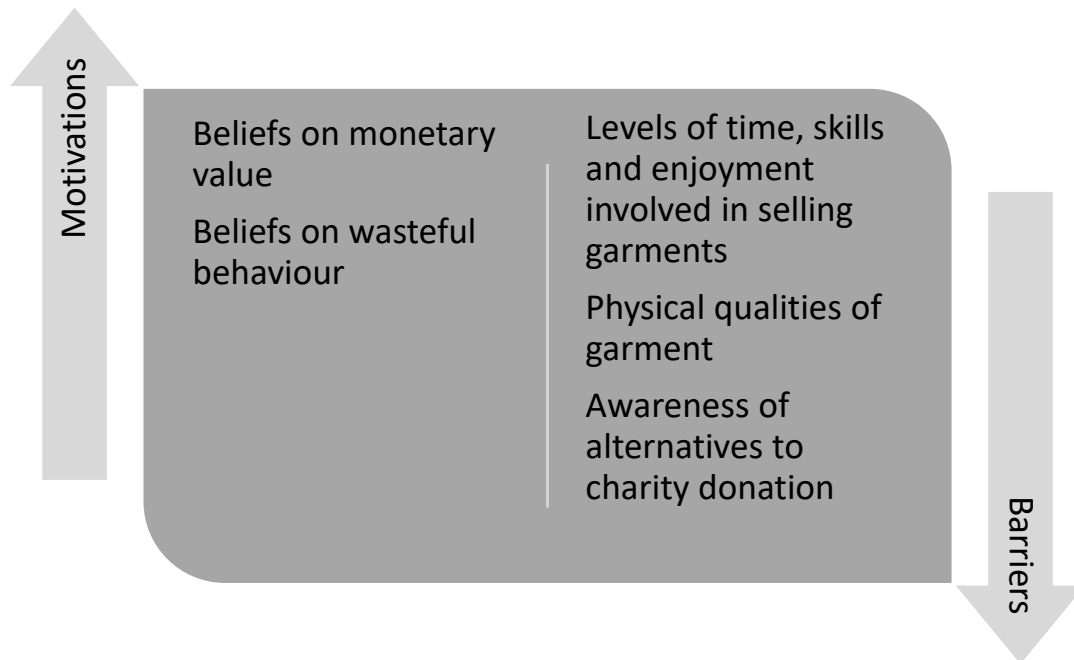 Motivations
Beliefs on monetary
value
Beliefs on wasteful
behaviour
Levels of time, skills
and enjoyment
involved in selling
garments
Physical qualities of
garment
Awareness of
alternatives to
charity donation
Barriers